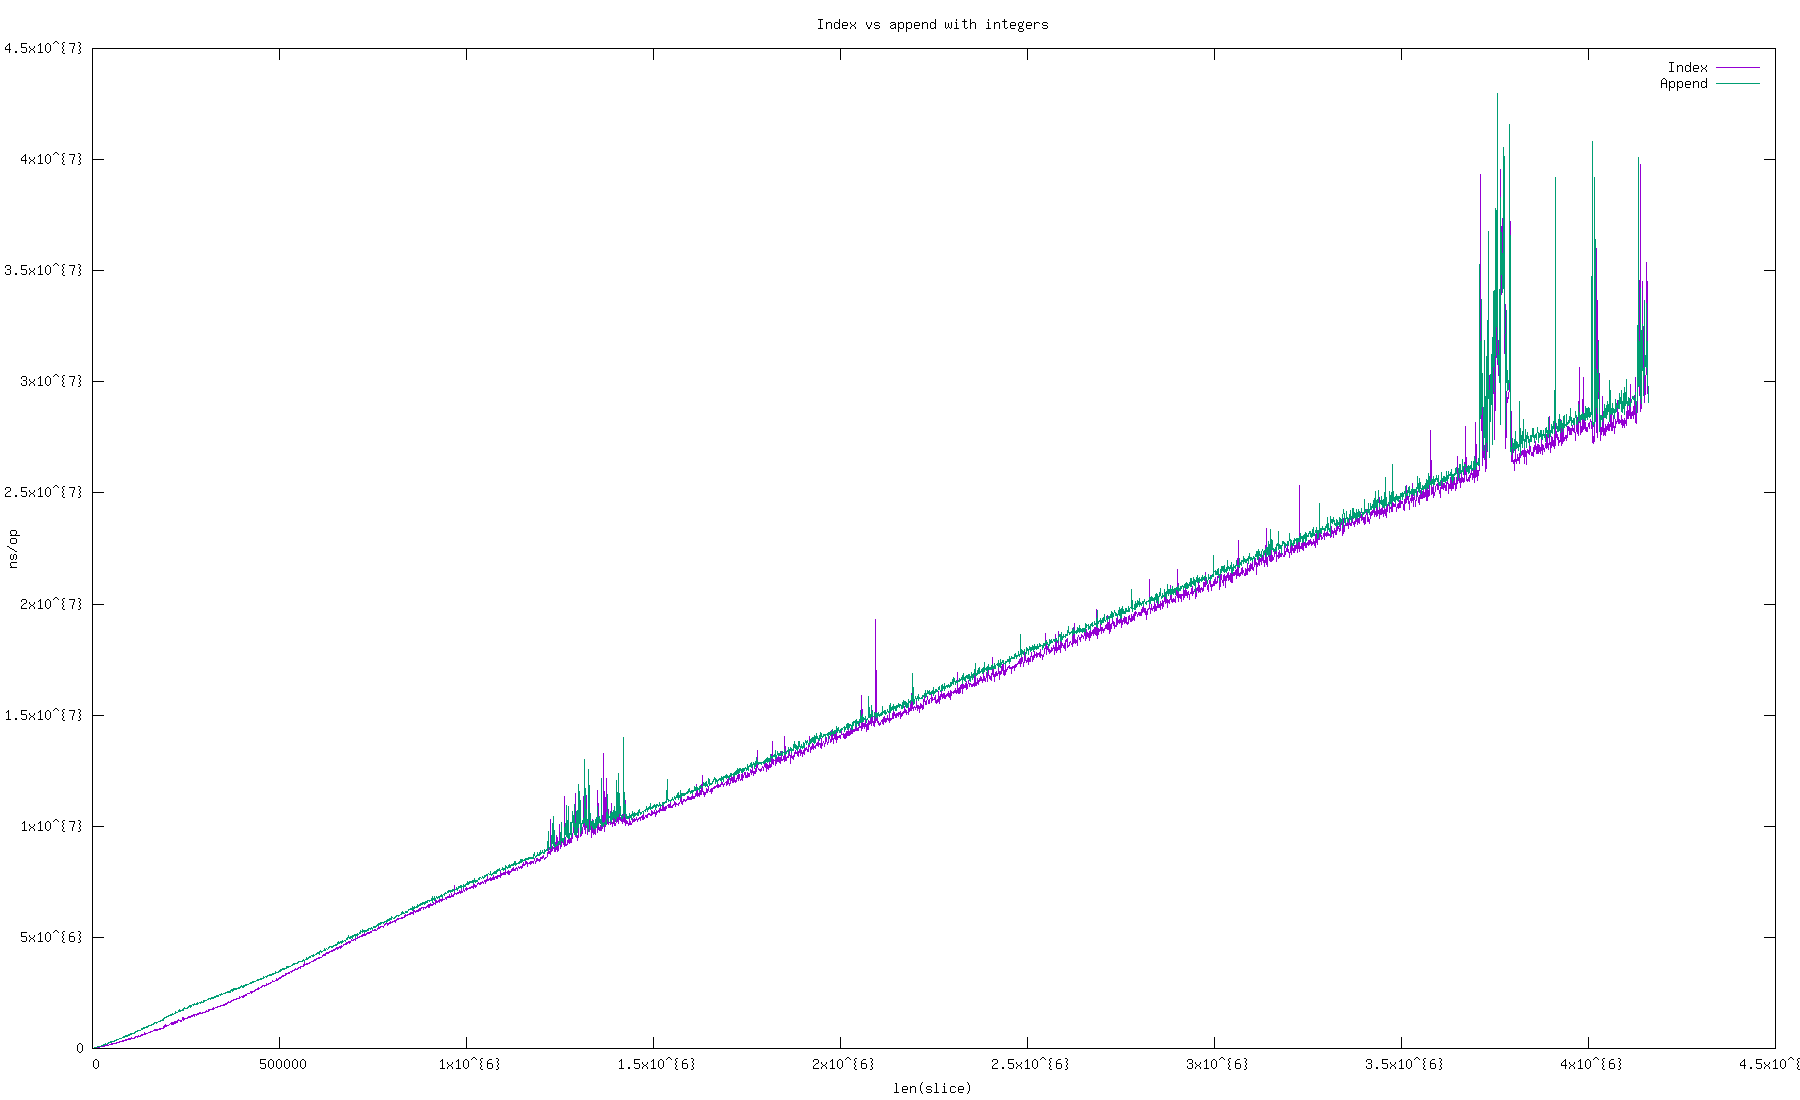 Index vs append with integers
4.5x10^{7}
4x10^{7}
3.5x10^{7}
3x10^{7}
2.5x10^{7}
2x10^{7}
1.5x10^{7}
1x10^{7}
5x10^{6}
0
Index
Append
ns/op
0 500000 1x10^{6} 1.5x10^{6} 2x10^{6} 2.5x10^{6} 3x10^{6} 3.5x10^{6} 4x10^{6} 4.5x10^{
len(slice)